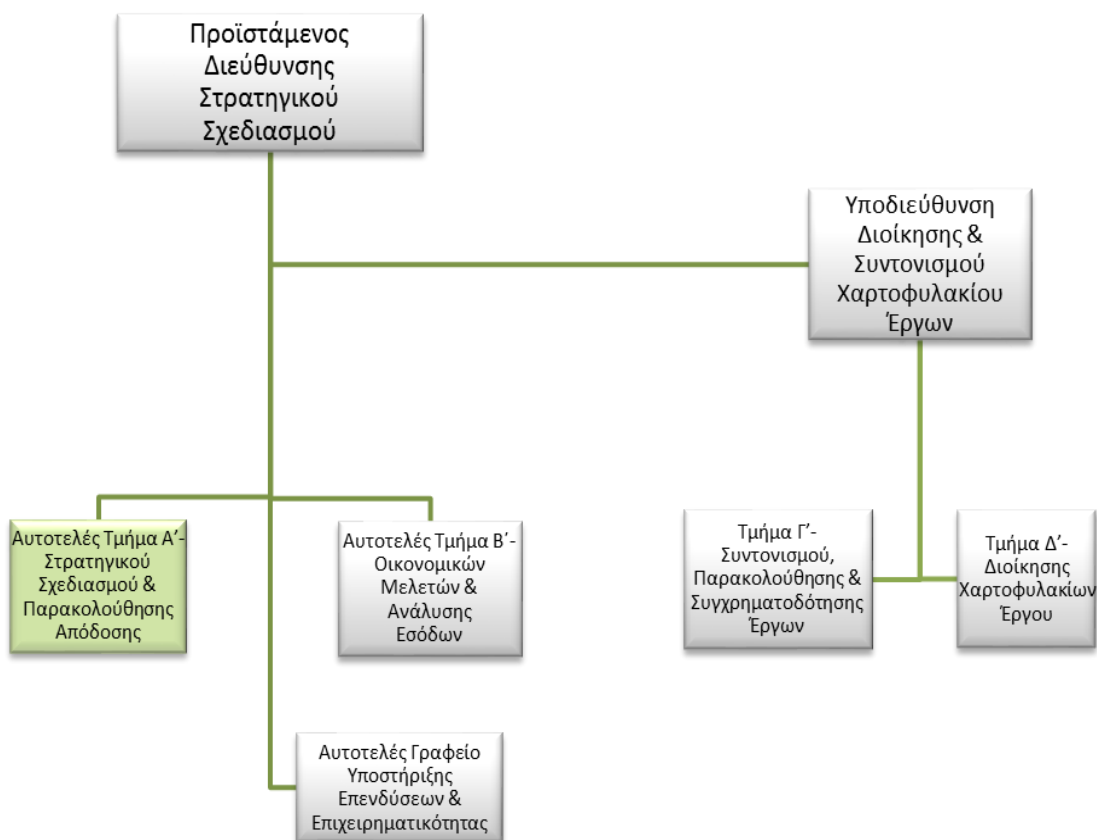 Προϊστάμενος
Διεύθυνσης
Στρατηγικού
Σχεδιασμού
Υποδιεύθυνση
Διοίκησης &
Συντονισμού
Χαρτοφυλακίου
Έργων
Αυτοτελές Τμήμα Α’-
Στρατηγικού
Σχεδιασμού &
Παρακολούθησης
Απόδοσης
Αυτοτελές Τμήμα Β΄-
Οικονομικών
Μελετών &
Ανάλυσης
Εσόδων
Τμήμα Γ’-
Συντονισμού,
Παρακολούθησης &
Συγχρηματοδότησης
Έργων
Τμήμα Δ’-
Διοίκησης
Χαρτοφυλακίων
Έργου
Αυτοτελές Γραφείο
Υποστήριξης
Επενδύσεων &
Επιχειρηματικότητας